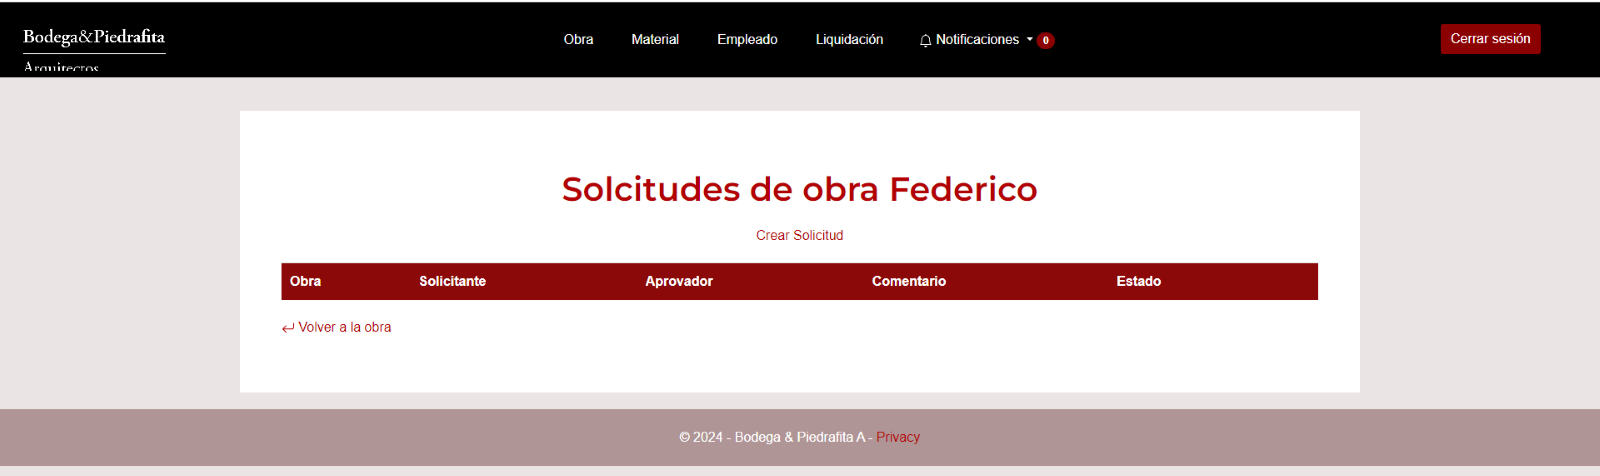 Bodega&Piedrafita
Arquitectos
Obra Material Empleado Liquidación Notificaciones 0 Cerrar sesión
Solcitudes de obra Federico
Crear Solicitud
Obra Solicitante Aprovador Comentario Estado
Volver a la obra
© 2024 - Bodega & Piedrafita A - Privacy